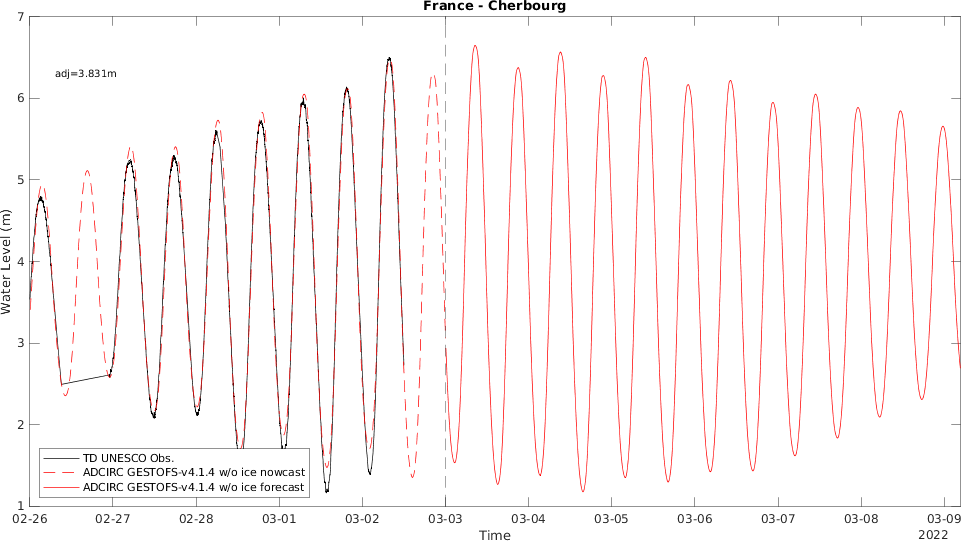 France - Cherbourg
7
adj=3.831m
6
5
Water Level (m)
4
3
2
TD UNESCO Obs.
ADCIRC GESTOFS-v4.1.4 w/o ice nowcast
ADCIRC GESTOFS-v4.1.4 w/o ice forecast
1
02-26 02-27 02-28 03-01 03-02 03-03 03-04 03-05 03-06 03-07 03-08 03-09
Time 2022